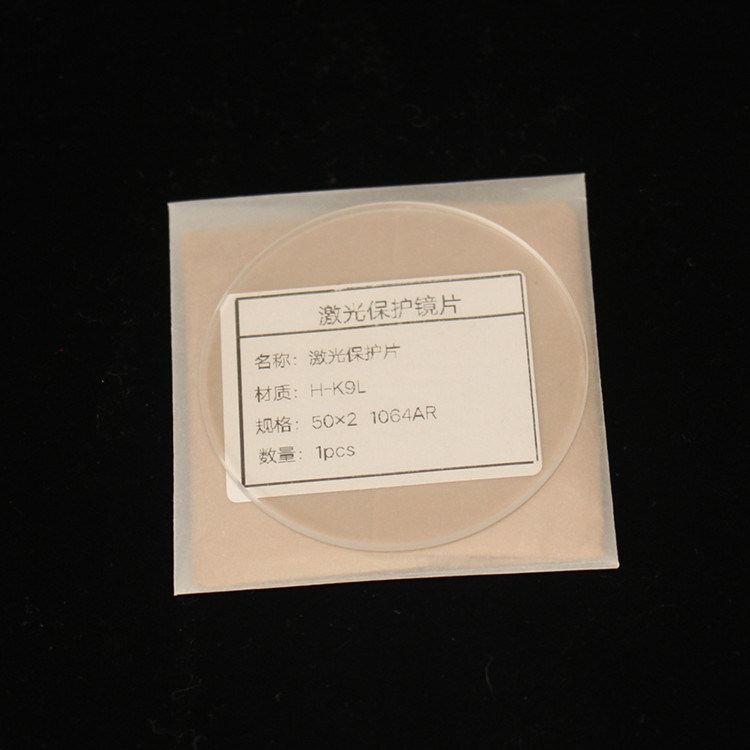 激光保护镜片
名称：激光保护片
材质：H-K9L
规格：50×2 1064AR
数量：1pcs